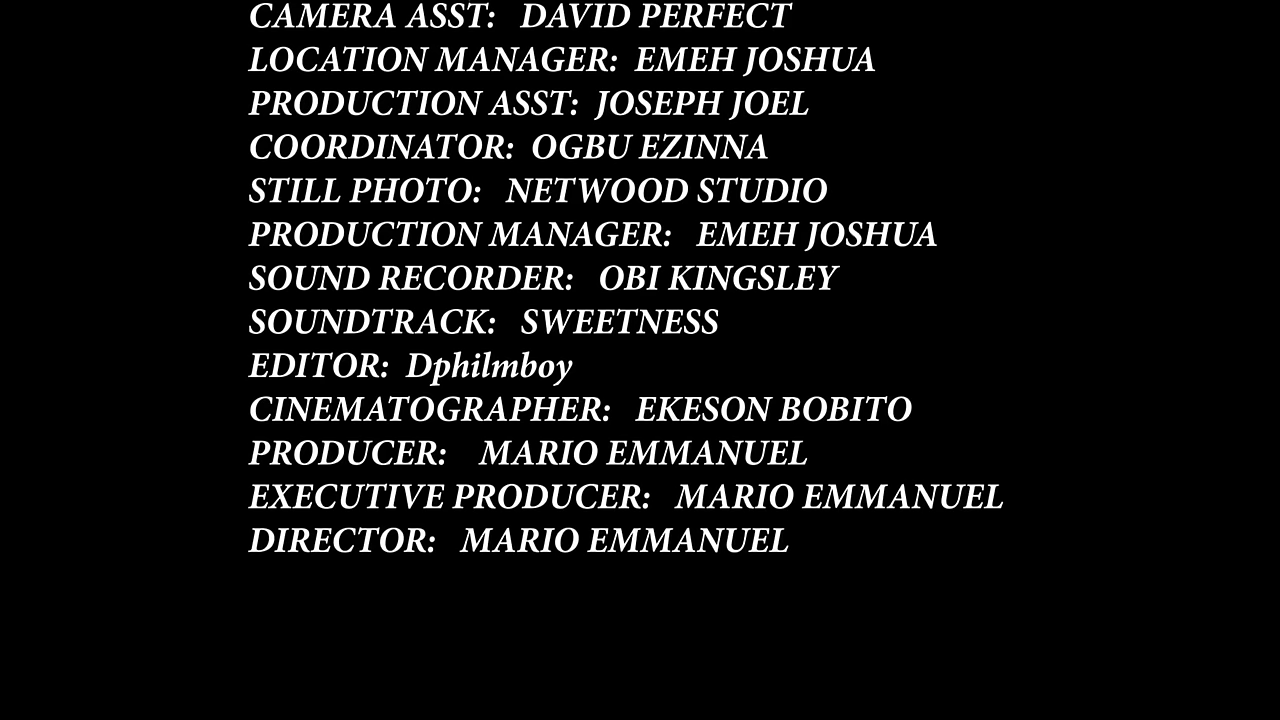 CAMERA ASST: DAVID PERFECT
LOCATION MANAGER: EMEH JOSHUA
PRODUCTION ASST: JOSEPH JOEL
COORDINATOR: OGBU EZINNA
STILL PHOTO: NETWOOD STUDIO
PRODUCTION MANAGER: EMEH JOSHUA
SOUND RECORDER: OBI KINGSLEY
SOUNDTRACK: SWEETNESS
EDITOR: Dphilmboy
CINEMATOGRAPHER: EKESON BOBITO
PRODUCER: MARIO EMMANUEL
EXECUTIVE PRODUCER: MARIO EMMANUEL
DIRECTOR: MARIO EMMANUEL